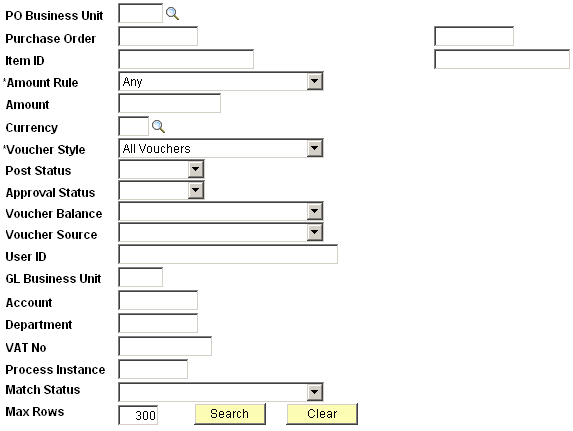 PO Business Unit
Purchase Order
Item ID
*Amount Rule Any
Amount
Currency
*Voucher Style All Vouchers
Post Status
Approval Status
Voucher Balance
Voucher Source
User ID
GL Business Unit
Account
Department
VAT No
Process Instance
Match Status
Max Rows 300 Search Clear